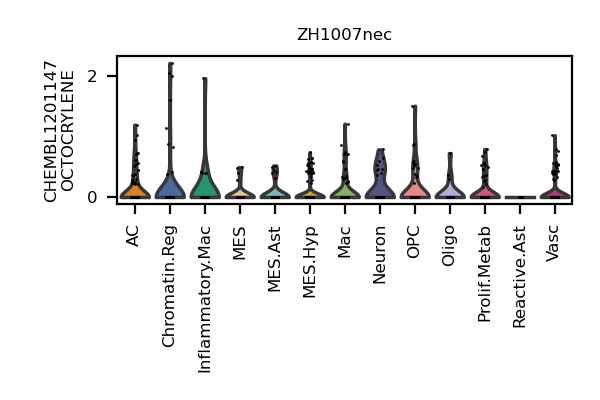 ZH1007nec
CHEMBL1201147
OCTOCRYLENE
2
0
AC
Chromatin.Reg
Inflammatory.Mac
MES
MES.Ast
MES.Hyp
Mac
Neuron
OPC
Oligo
Prolif.Metab
Reactive.Ast
Vasc